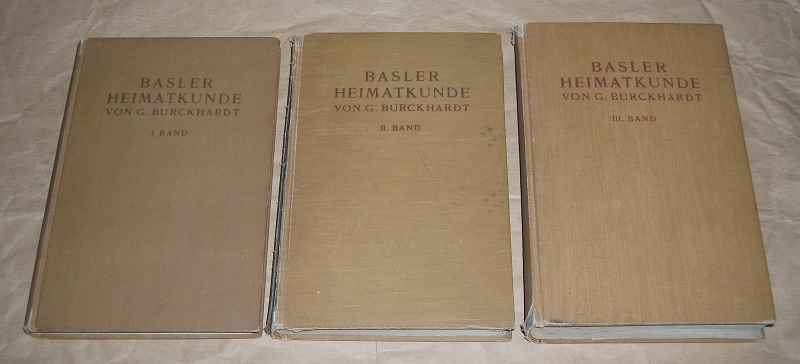 BASLER
HEIMATKUNDE
VON G. BURCKHARDT
I BAND
BASLER
HEIMATKUNDE
VON G. BURCKHARDT
II. BAND
BASLER
HEIMATKUNDE
VON G. BURCKHARDT
III. BAND